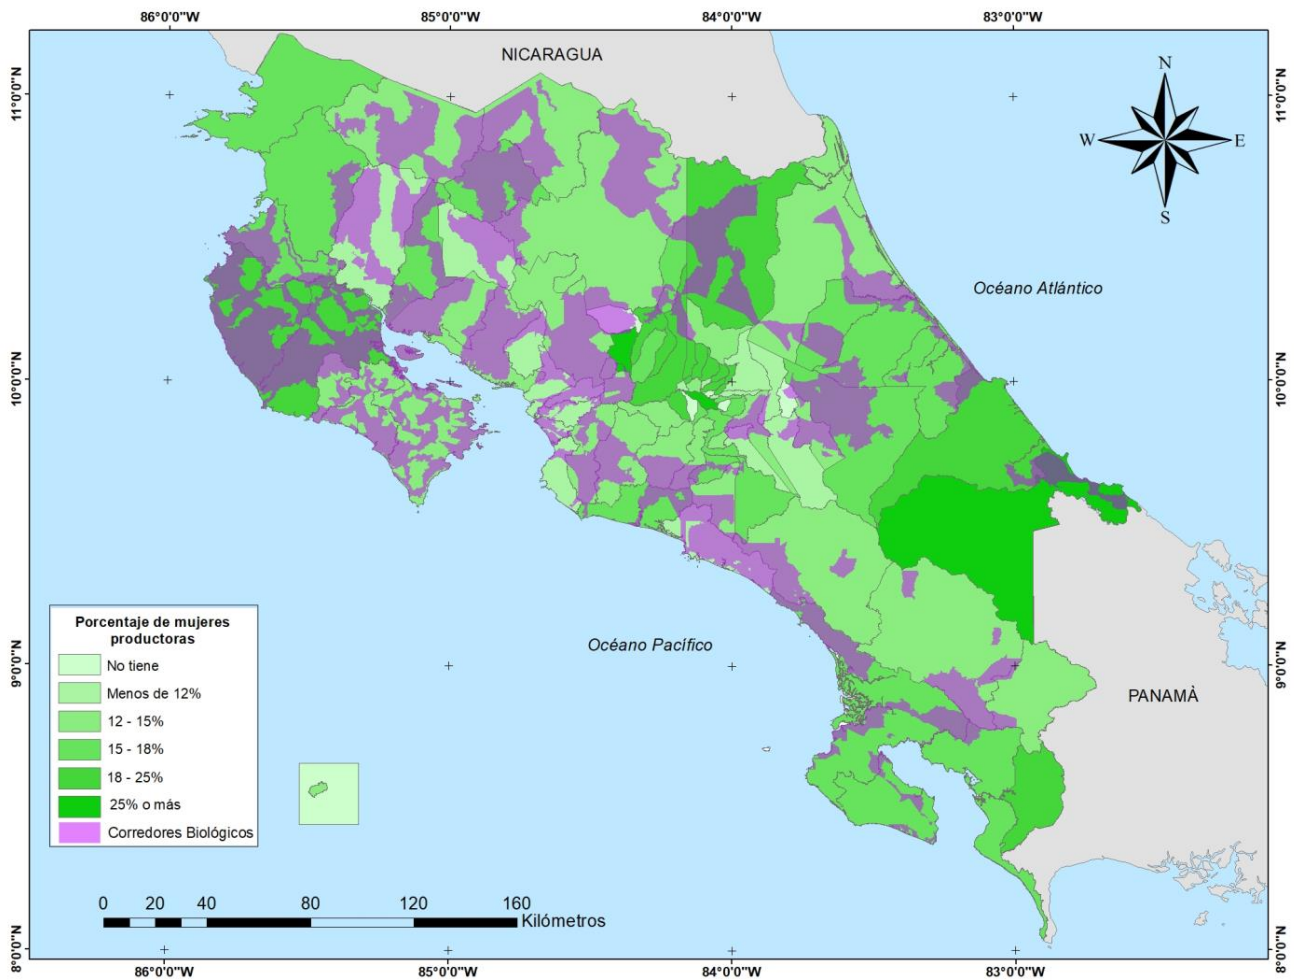 86°0'0"W
85°0'0"W
84°0'0"W
83°0'0"W
NICARAGUA
N
W
E
S
11°0'0"N
11°0'0"N
Océano Atlántico
10°0'0"N
10°0'0"N
Océano Pacífico
PANAMÀ
9°0'0"N
9°0'0"N
Porcentaje de mujeres
productoras
No tiene
Menos de 12%
12 - 15%
15 - 18%
18 - 25%
25% o más
Corredores Biológicos
0 20 40 80 120 160
Kilómetros
8°0'0"N
8°0'0"N
86°0'0"W
85°0'0"W
84°0'0"W
83°0'0"W